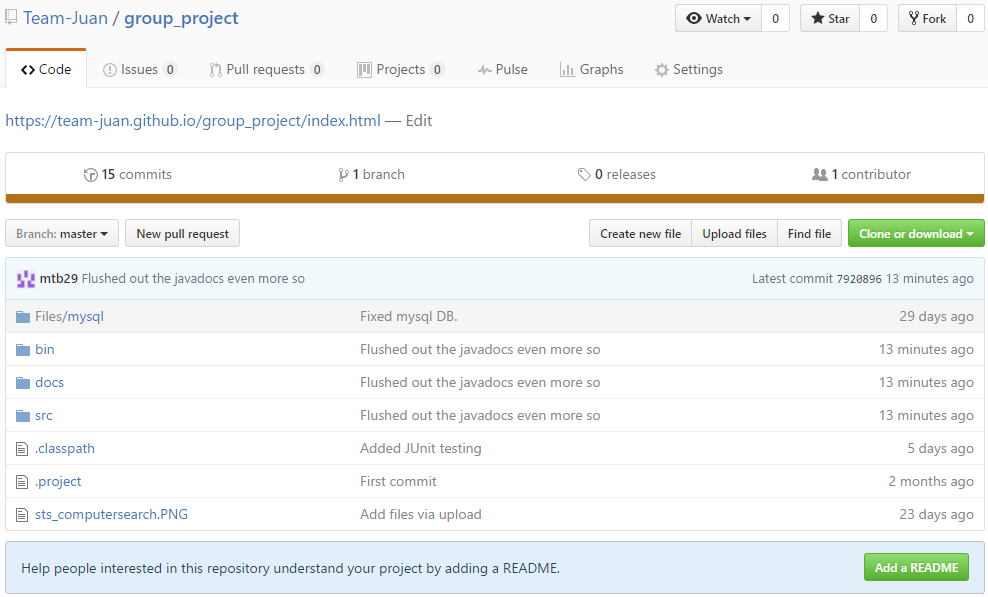 Team-Juan / group_project Watch 0 Star 0 Fork 0
Code Issues 0 Pull requests 0 Projects 0 Pulse Graphs Settings
https://team-juan.github.io/group_project/index.html — Edit
15 commits 1 branch 0 releases 1 contributor
Branch: master New pull request Create new file Upload files Find file Clone or download
mtb29 Flushed out the javadocs even more so Latest commit 7920896 13 minutes ago
Files/mysql Fixed mysql DB. 29 days ago
bin Flushed out the javadocs even more so 13 minutes ago
docs Flushed out the javadocs even more so 13 minutes ago
src Flushed out the javadocs even more so 13 minutes ago
.classpath Added JUnit testing 5 days ago
.project First commit 2 months ago
sts_computersearch.PNG Add files via upload 23 days ago
Help people interested in this repository understand your project by adding a README. Add a README